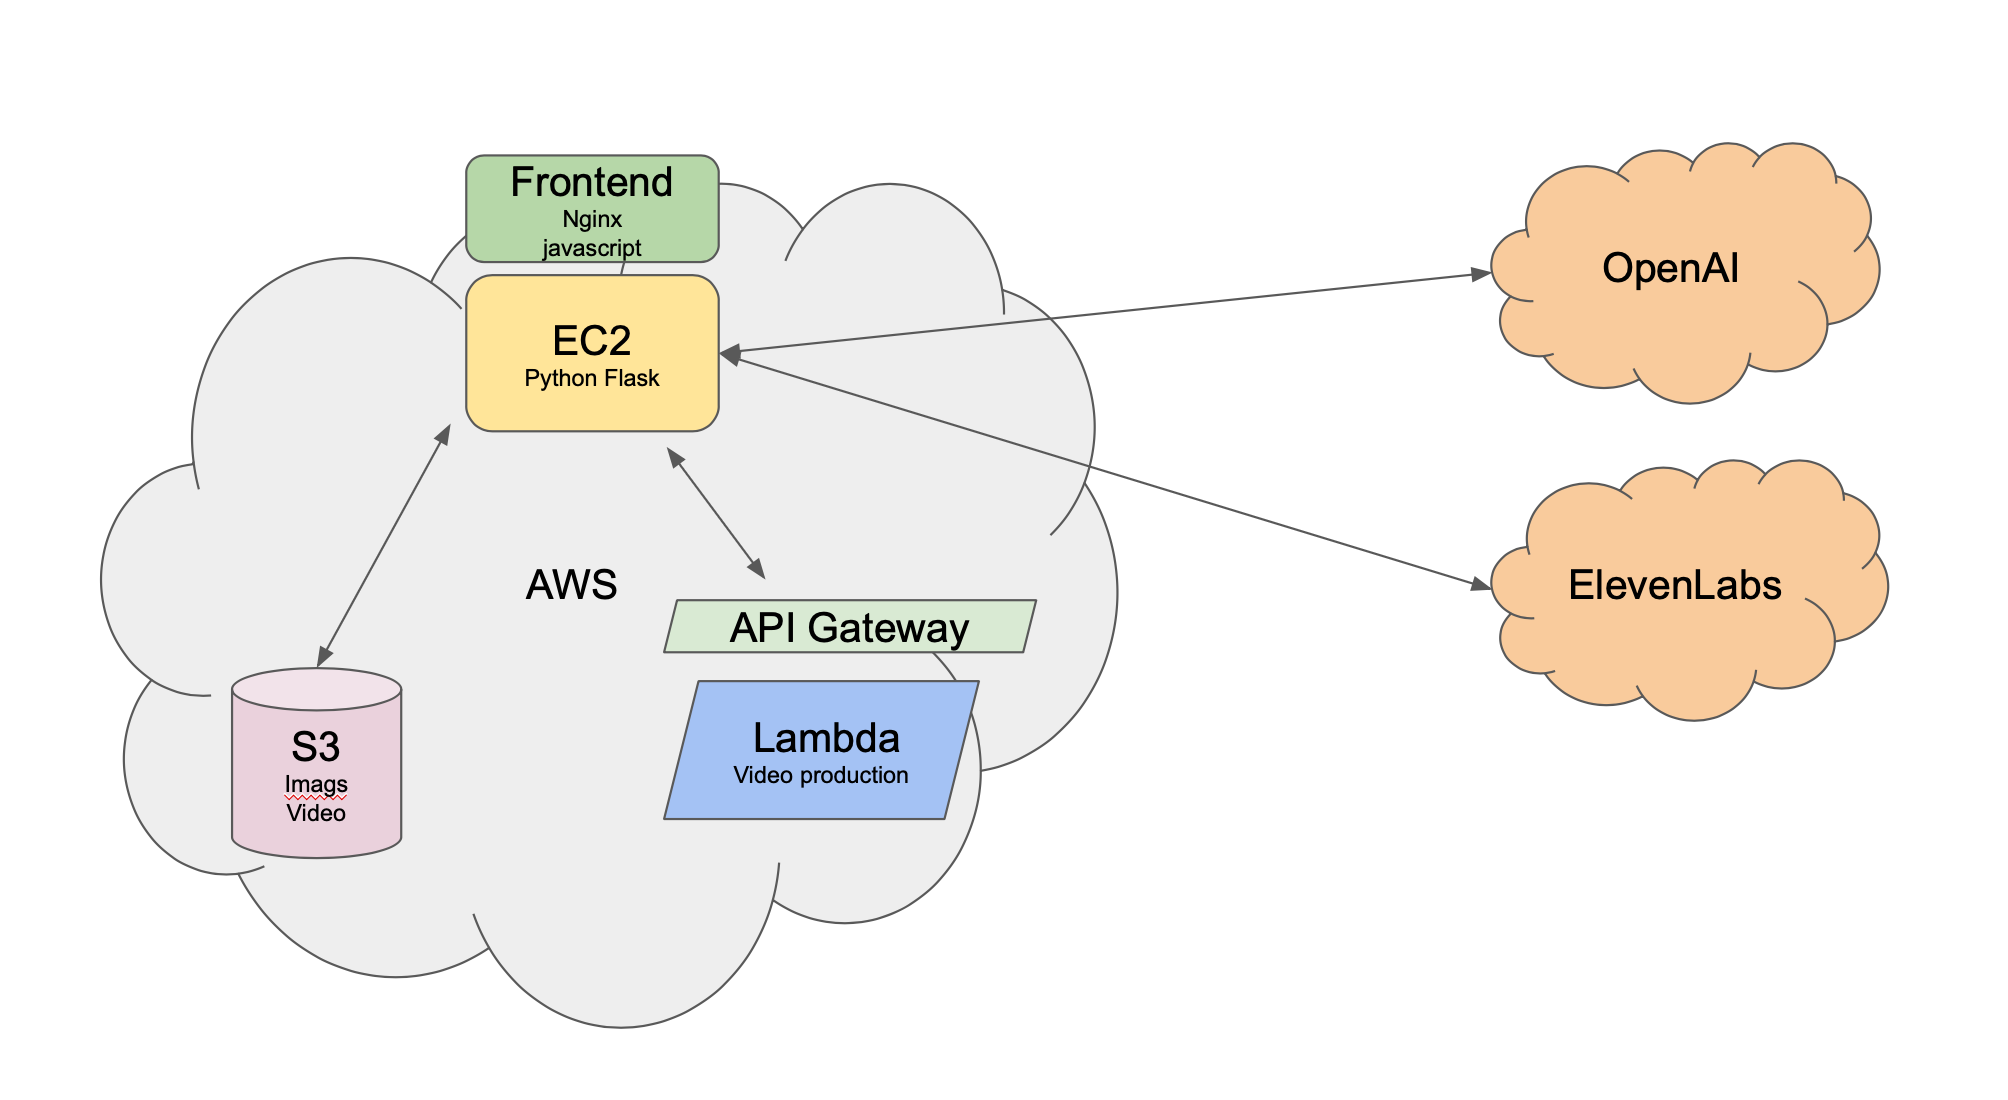 Frontend
Nginx
javascript
EC2
Python Flask
OpenAI
AWS
ElevenLabs
API Gateway
S3
Imags
Video
Lambda
Video production